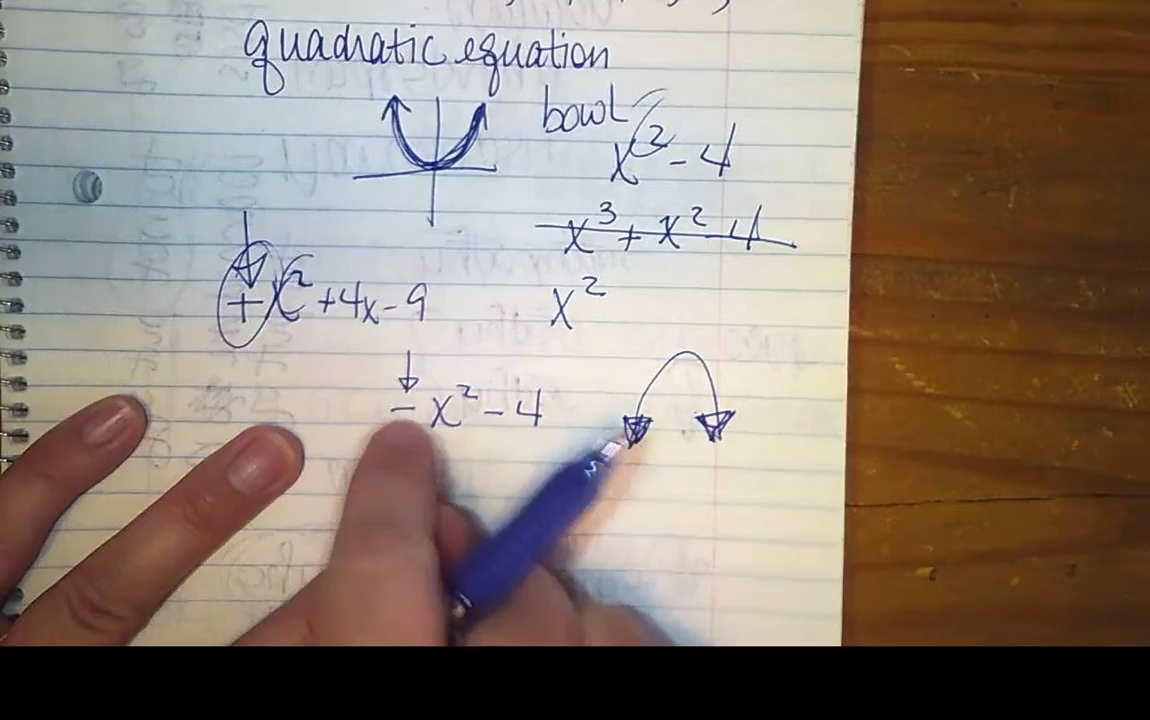 quadratic equation
bowl
x² - 4
x³ + x² - 4
+x² + 4x - 9
x²
-x² - 4